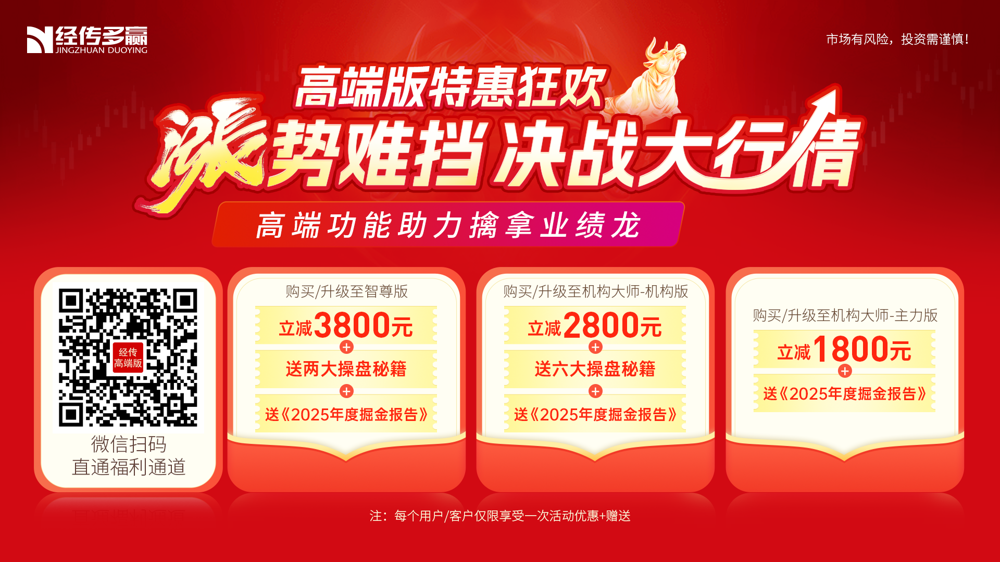 经传多赢
JINGZHUAN DUOYING
市场有风险，投资需谨慎！
高端版特惠狂欢
漲势难挡 决战大行情
高端功能助力擒拿业绩龙
经传
高端版
微信扫码
直通福利通道
购买/升级至智尊版
立减3800元
+
送两大操盘秘籍
+
送《2025年度掘金报告》
购买/升级至机构大师-机构版
立减2800元
+
送六大操盘秘籍
+
送《2025年度掘金报告》
购买/升级至机构大师-主力版
立减1800元
+
送《2025年度掘金报告》
注：每个用户/客户仅限享受一次活动优惠+赠送